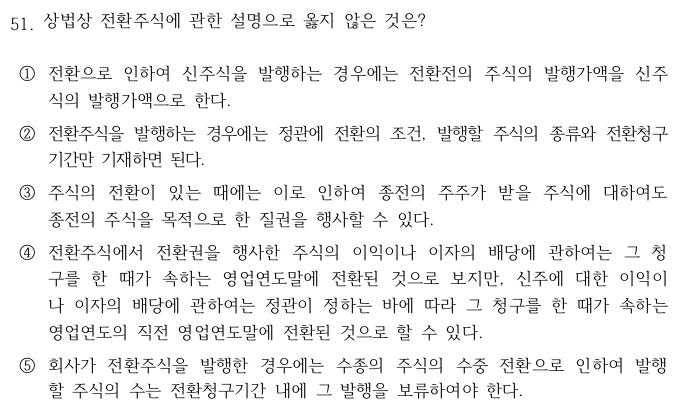 51. 상법상 전환주식에 관한 설명으로 옳지 않은 것은?
① 전환으로 인하여 신주식을 발행하는 경우에는 전환전의 주식의 발행가액을 신주
식의 발행가액으로 한다.
② 전환주식을 발행하는 경우에는 정관에 전환의 조건, 발행할 주식의 종류와 전환청구
기간만 기재하면 된다.
③ 주식의 전환이 있는 때에는 이로 인하여 종전의 주주가 받을 주식에 대하여도
종전의 주식을 목적으로 한 질권을 행사할 수 있다.
④ 전환주식에서 전환권을 행사한 주식의 이익이나 이자의 배당에 관하여는 그 청
구를 한 때가 속하는 영업연도말에 전환된 것으로 보지만, 신주에 대한 이익이
나 이자의 배당에 관하여는 정관이 정하는 바에 따라 그 청구를 한 때가 속하는
영업연도의 직전 영업연도말에 전환된 것으로 할 수 있다.
⑤ 회사가 전환주식을 발행한 경우에는 수종의 주식의 수중 전환으로 인하여 발행
할 주식의 수는 전환청구기간 내에 그 발행을 보류하여야 한다.